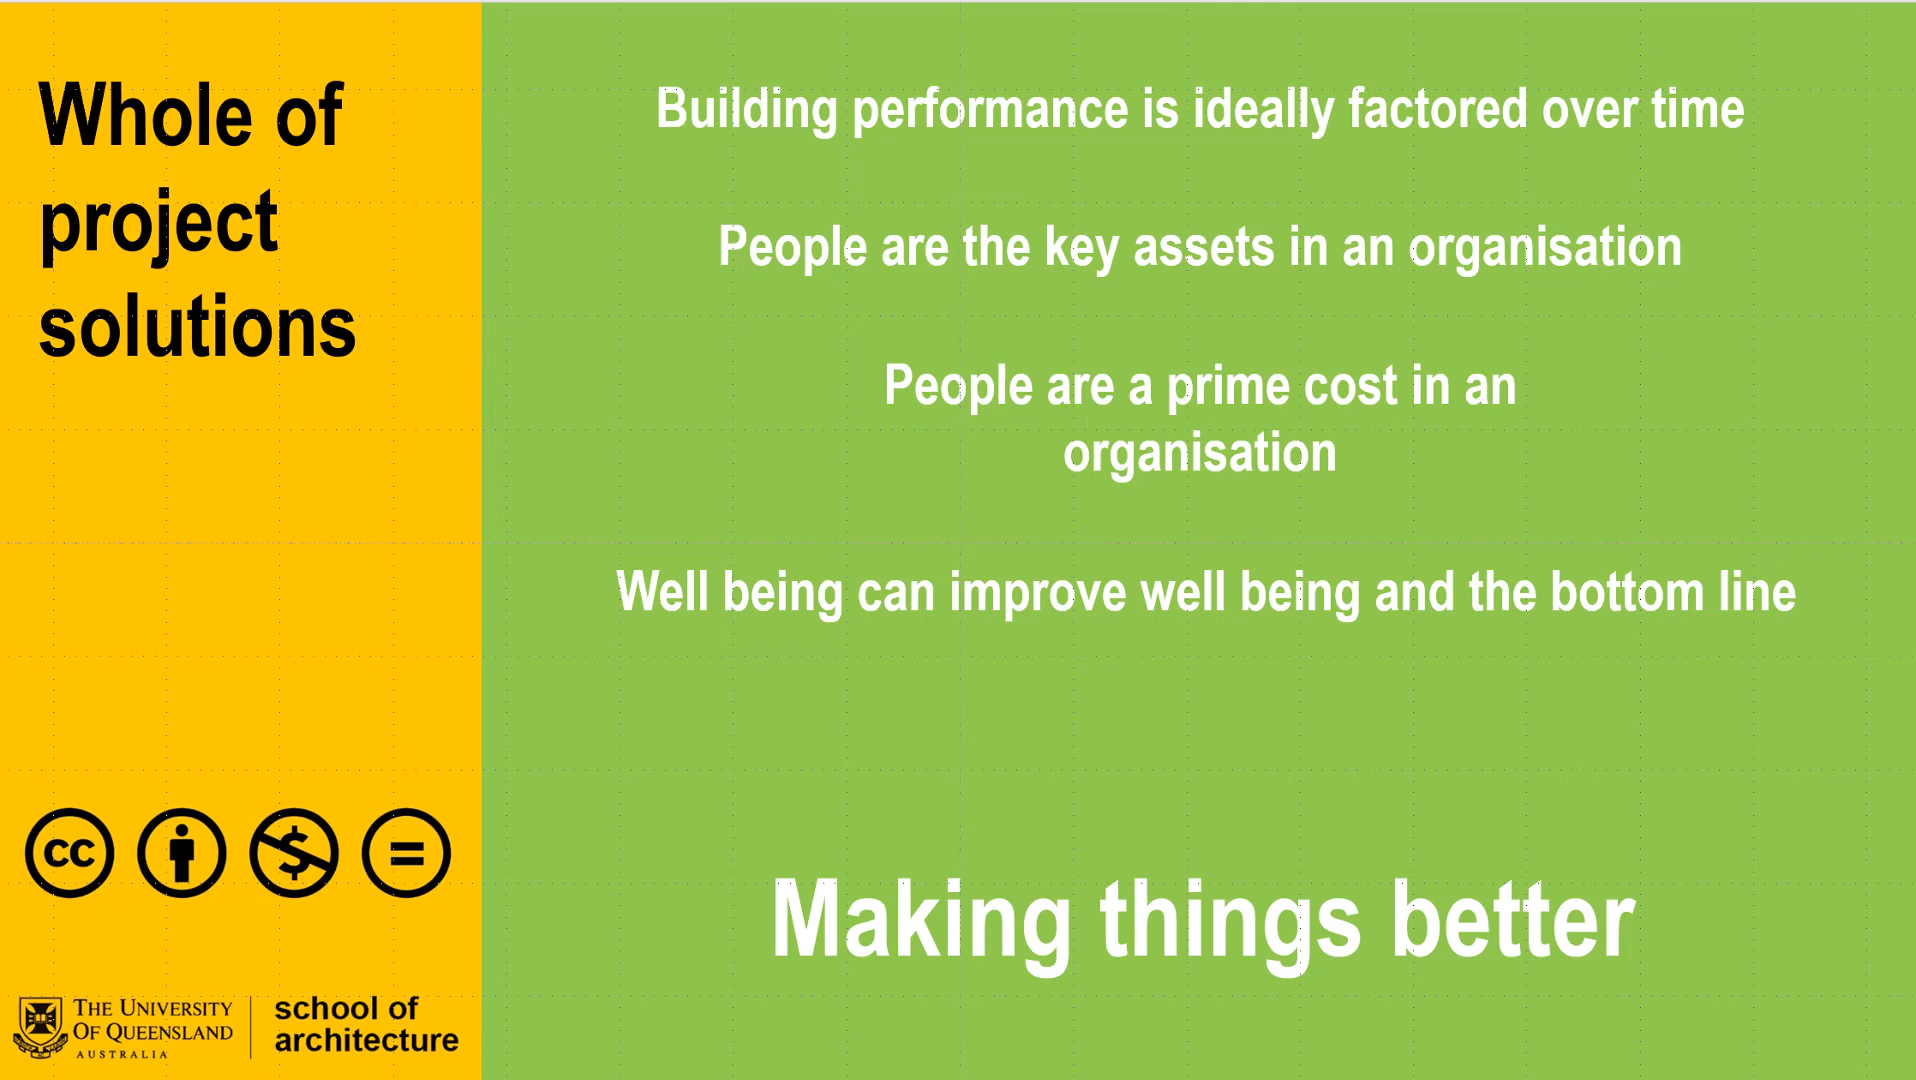 Whole of
project
solutions
Building performance is ideally factored over time
People are the key assets in an organisation
People are a prime cost in an
organisation
Well being can improve well being and the bottom line
Making things better
cc
$
=
THE UNIVERSITY
OF QUEENSLAND
AUSTRALIA
school of
architecture